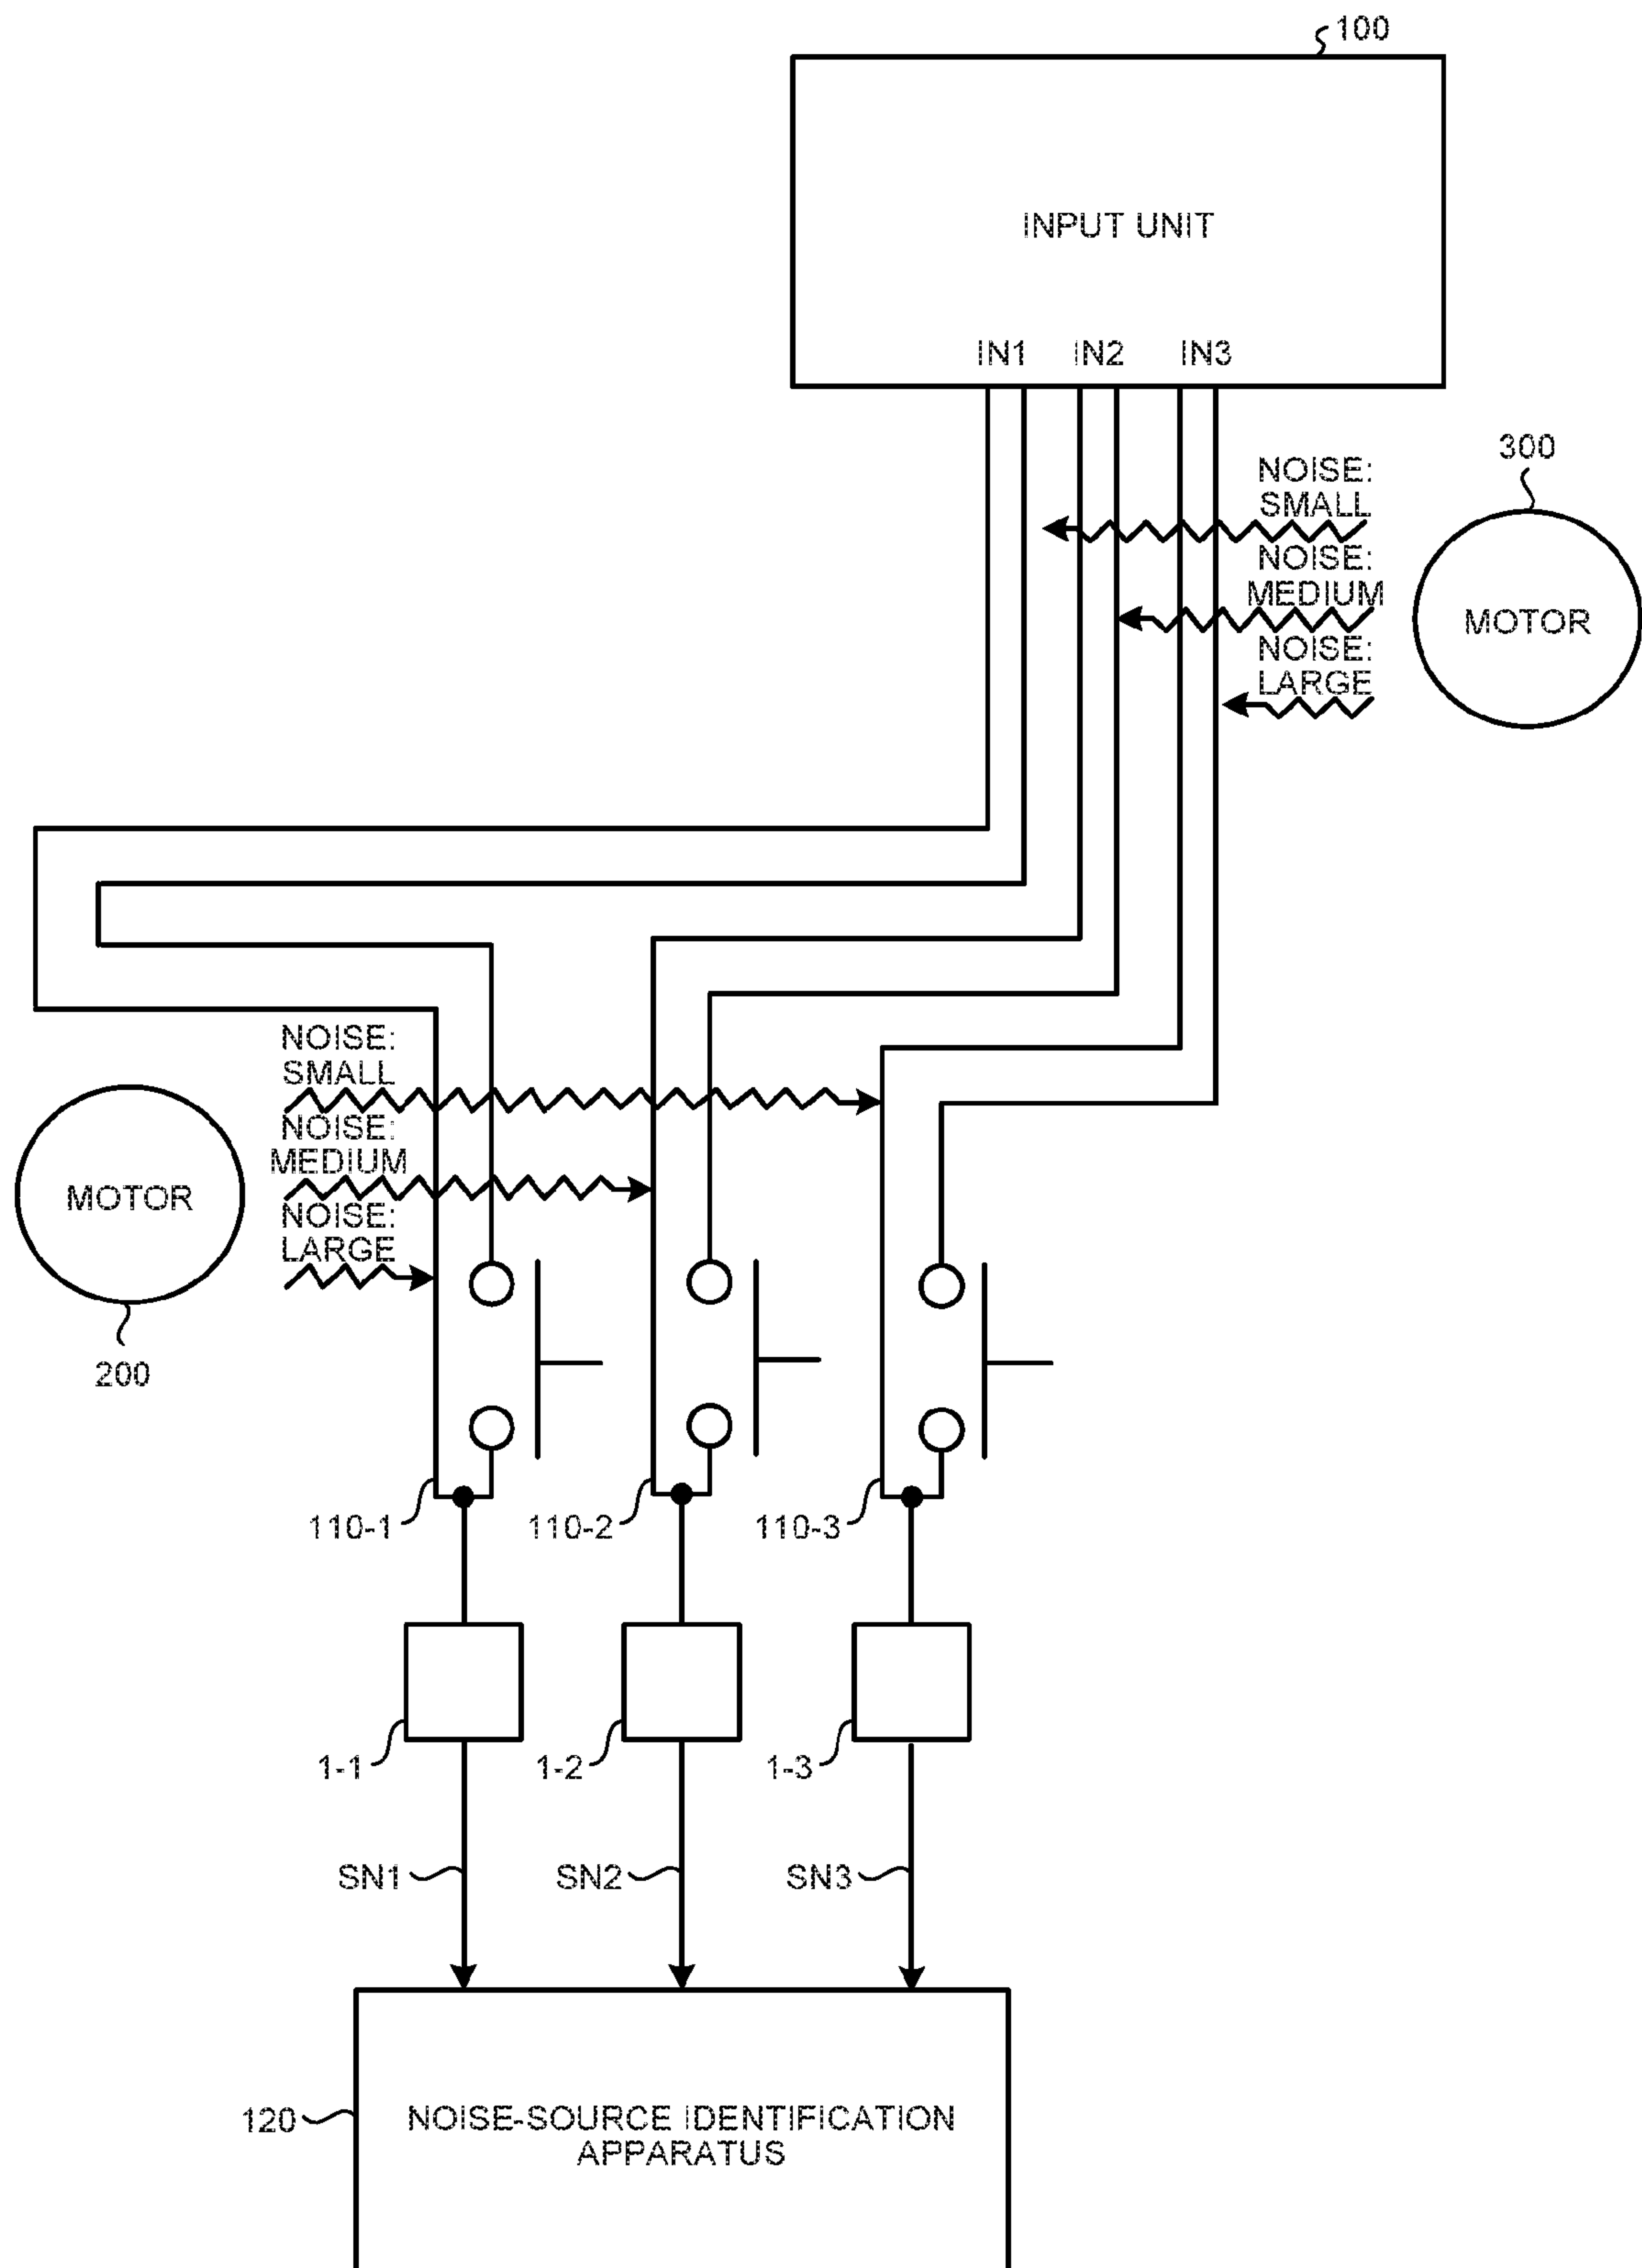 100
INPUT UNIT
IN1 IN2 IN3
300
NOISE:
SMALL
NOISE:
MEDIUM
MOTOR
NOISE:
LARGE
NOISE:
SMALL
NOISE:
MEDIUM
MOTOR
NOISE:
LARGE
200
110-1 110-2 110-3
1-1 1-2 1-3
SN1 SN2 SN3
120
NOISE-SOURCE IDENTIFICATION
APPARATUS